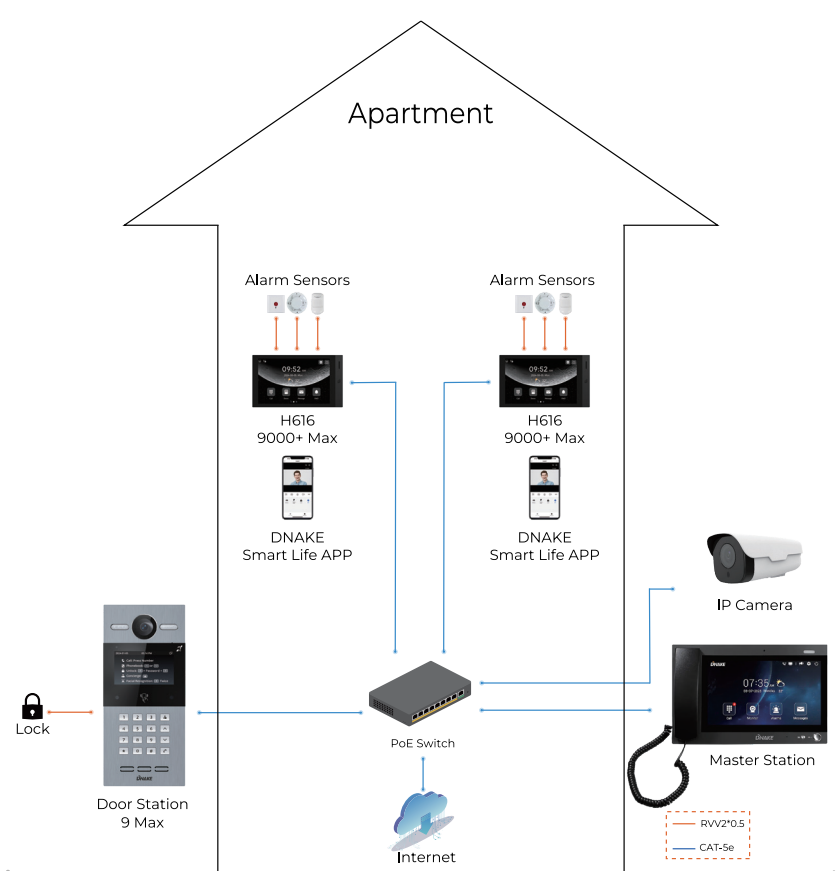 Apartment
Alarm Sensors
Alarm Sensors
09:52
09:52
H616
9000+ Max
H616
9000+ Max
DNAKE
Smart Life APP
DNAKE
Smart Life APP
IP Camera
DNAKE
07:35
DNAKE
Master Station
Lock
DNAKE
Door Station
9 Max
PoE Switch
Internet
RVV2*0.5
CAT-5e